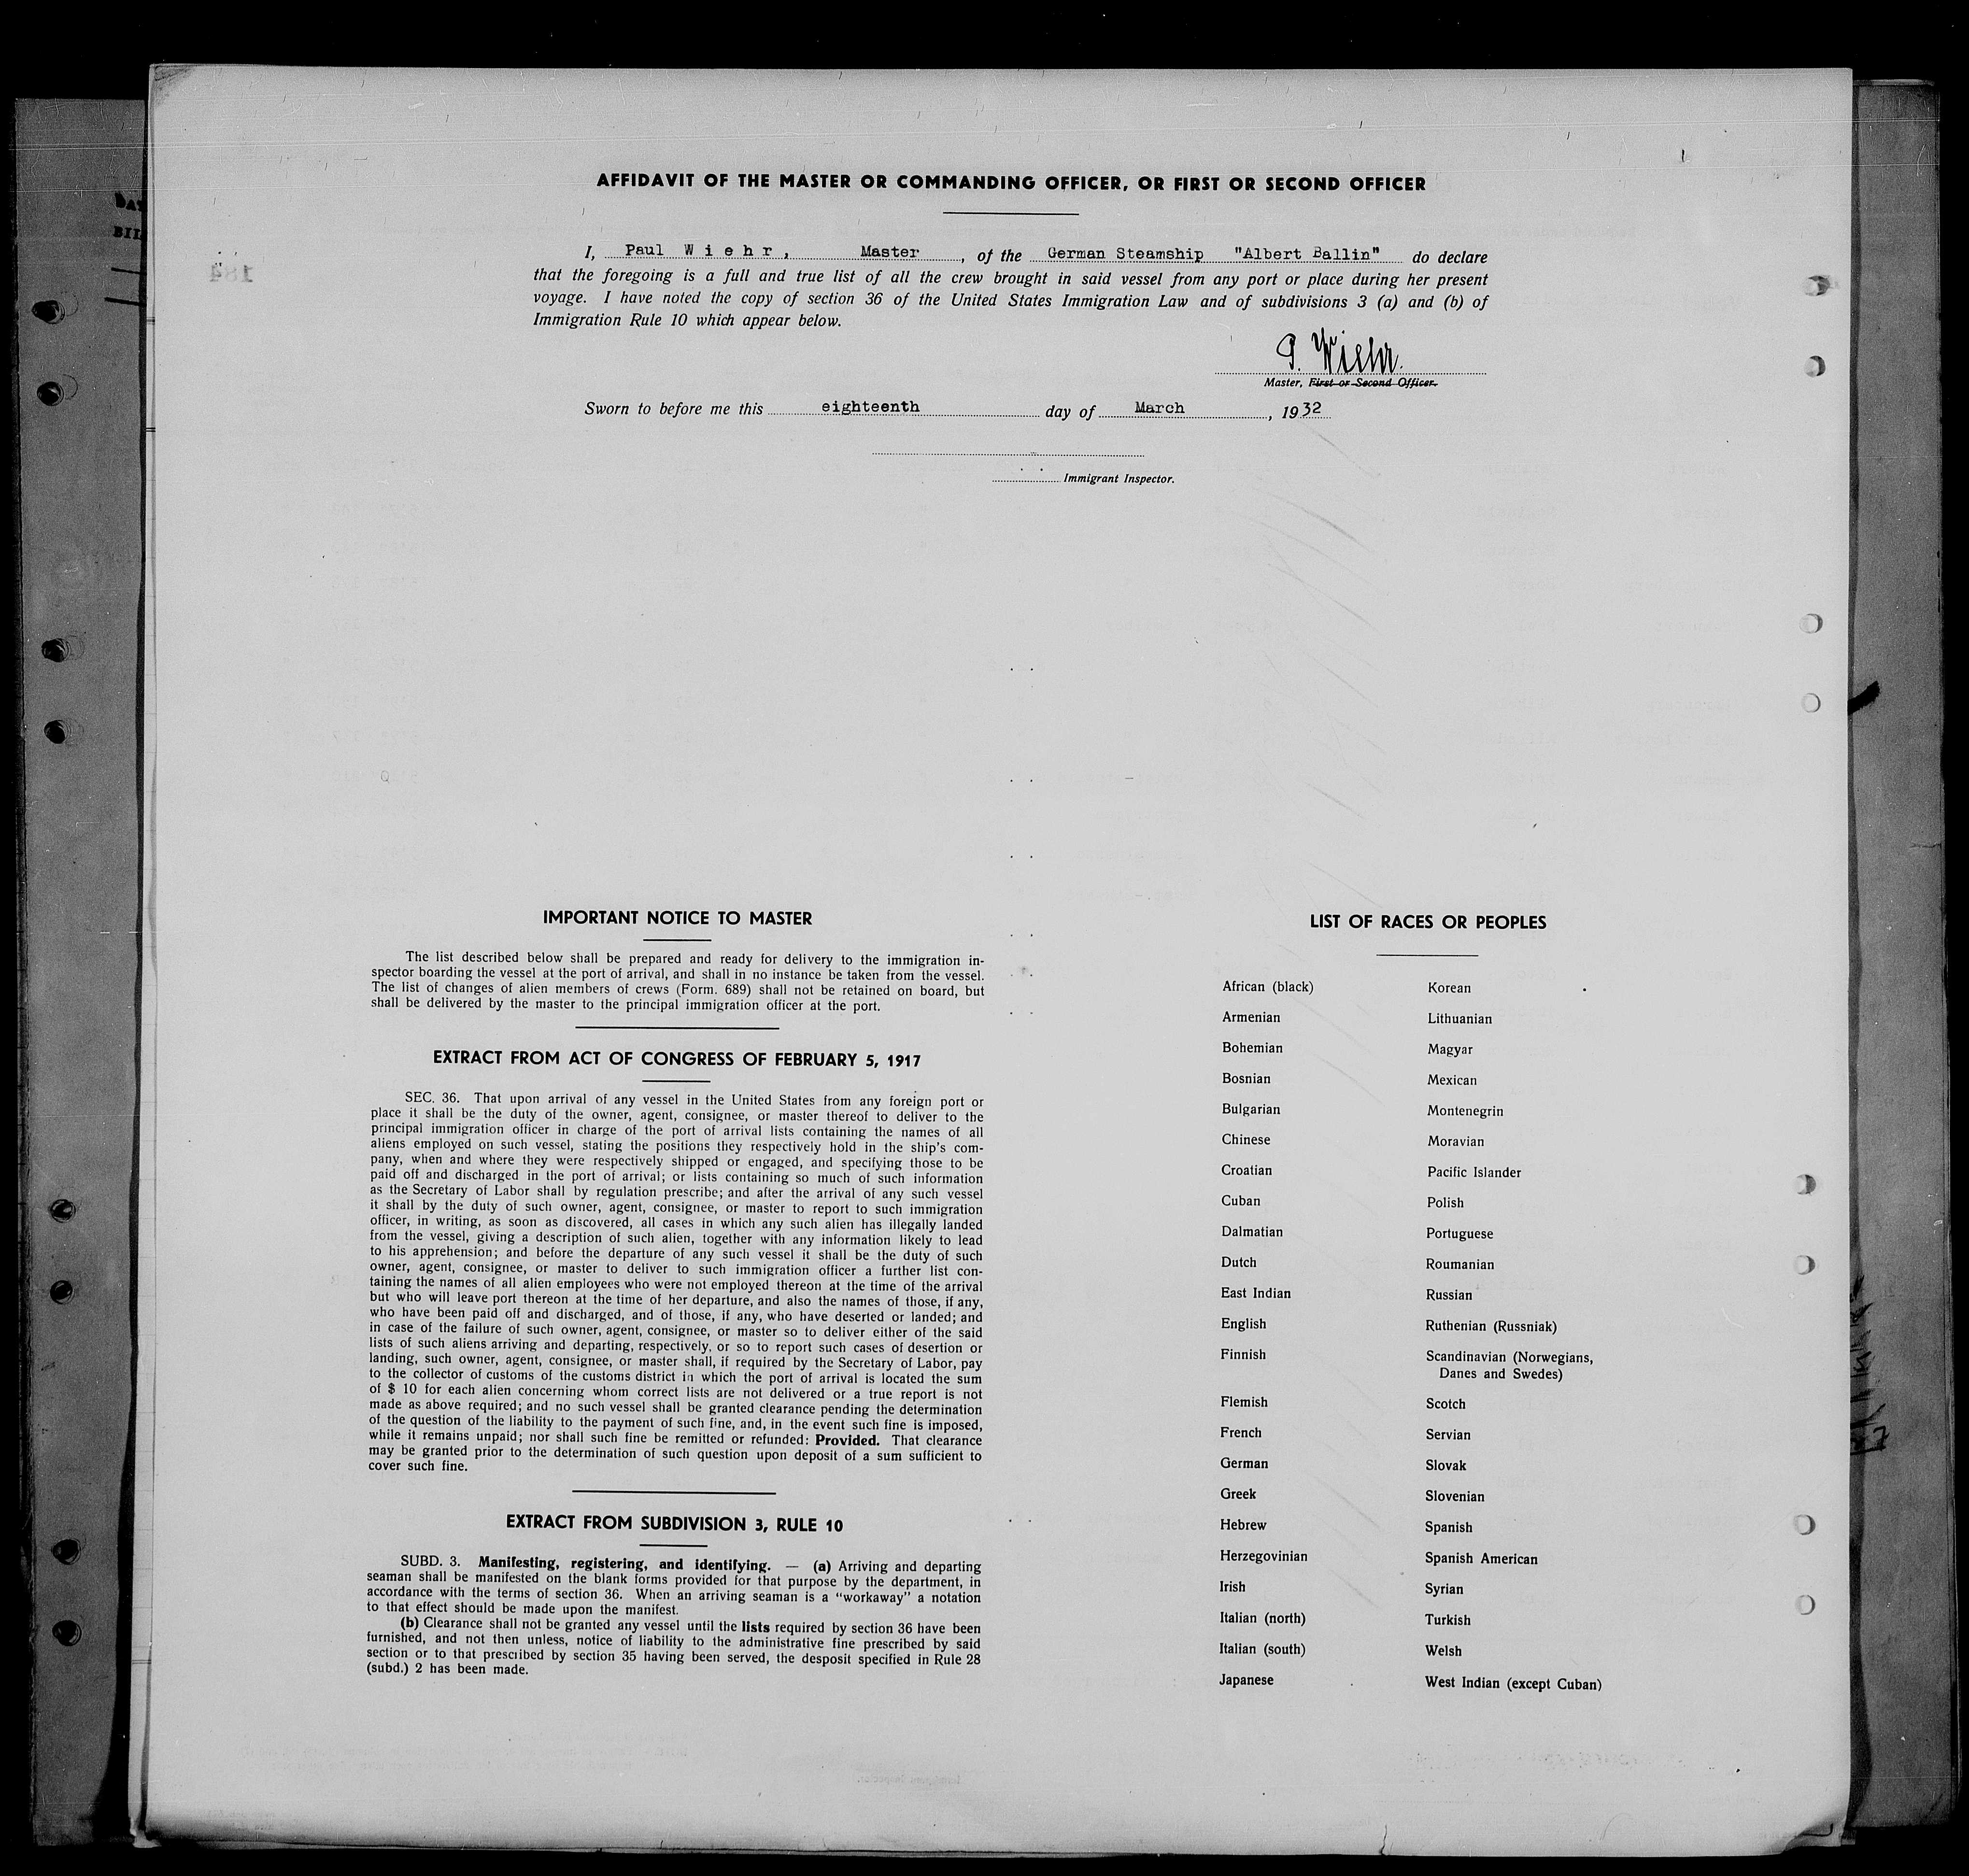 AFFIDAVIT OF THE MASTER OR COMMANDING OFFICER, OR FIRST OR SECOND OFFICER
I, Paul Wiehr, Master, of the German Steamship "Albert Ballin" do declare
that the foregoing is a full and true list of all the crew brought in said vessel from any port or place during her present
voyage. I have noted the copy of section 36 of the United States Immigration Law and of subdivisions 3 (a) and (b) of
Immigration Rule 10 which appear below.
P. Wiehr.
Master, First or Second Officer.
Sworn to before me this eighteenth day of March, 1932
Immigrant Inspector.
184
IMPORTANT NOTICE TO MASTER
The list described below shall be prepared and ready for delivery to the immigration in-
spector boarding the vessel at the port of arrival, and shall in no instance be taken from the vessel.
The list of changes of alien members of crews (Form. 689) shall not be retained on board, but
shall be delivered by the master to the principal immigration officer at the port.
EXTRACT FROM ACT OF CONGRESS OF FEBRUARY 5, 1917
SEC. 36. That upon arrival of any vessel in the United States from any foreign port or
place it shall be the duty of the owner, agent, consignee, or master thereof to deliver to the
principal immigration officer in charge of the port of arrival lists containing the names of all
aliens employed on such vessel, stating the positions they respectively hold in the ship's com-
pany, when and where they were respectively shipped or engaged, and specifying those to be
paid off and discharged in the port of arrival; or lists containing so much of such information
as the Secretary of Labor shall by regulation prescribe; and after the arrival of any such vessel
it shall by the duty of such owner, agent, consignee, or master to report to such immigration
officer, in writing, as soon as discovered, all cases in which any such alien has illegally landed
from the vessel, giving a description of such alien, together with any information likely to lead
to his apprehension; and before the departure of any such vessel it shall be the duty of such
owner, agent, consignee, or master to deliver to such immigration officer a further list con-
taining the names of all alien employees who were not employed thereon at the time of the arrival
but who will leave port thereon at the time of her departure, and also the names of those, if any,
who have been paid off and discharged, and of those, if any, who have deserted or landed; and
in case of the failure of such owner, agent, consignee, or master so to deliver either of the said
lists of such aliens arriving and departing, respectively, or so to report such cases of desertion or
landing, such owner, agent, consignee, or master shall, if required by the Secretary of Labor, pay
to the collector of customs of the customs district in which the port of arrival is located the sum
of $ 10 for each alien concerning whom correct lists are not delivered or a true report is not
made as above required; and no such vessel shall be granted clearance pending the determination
of the question of the liability to the payment of such fine, and, in the event such fine is imposed,
while it remains unpaid; nor shall such fine be remitted or refunded: Provided. That clearance
may be granted prior to the determination of such question upon deposit of a sum sufficient to
cover such fine.
EXTRACT FROM SUBDIVISION 3, RULE 10
SUBD. 3. Manifesting, registering, and identifying. — (a) Arriving and departing
seaman shall be manifested on the blank forms provided for that purpose by the department, in
accordance with the terms of section 36. When an arriving seaman is a "workaway" a notation
to that effect should be made upon the manifest.
(b) Clearance shall not be granted any vessel until the lists required by section 36 have been
furnished, and not then unless, notice of liability to the administrative fine prescribed by said
section or to that prescribed by section 35 having been served, the desposit specified in Rule 28
(subd.) 2 has been made.
LIST OF RACES OR PEOPLES
African (black)
Armenian
Bohemian
Bosnian
Bulgarian
Chinese
Croatian
Cuban
Dalmatian
Dutch
East Indian
English
Finnish
Flemish
French
German
Greek
Hebrew
Herzegovinian
Irish
Italian (north)
Italian (south)
Japanese
Korean
Lithuanian
Magyar
Mexican
Montenegrin
Moravian
Pacific Islander
Polish
Portuguese
Roumanian
Russian
Ruthenian (Russniak)
Scandinavian (Norwegians,
Danes and Swedes)
Scotch
Servian
Slovak
Slovenian
Spanish
Spanish American
Syrian
Turkish
Welsh
West Indian (except Cuban)